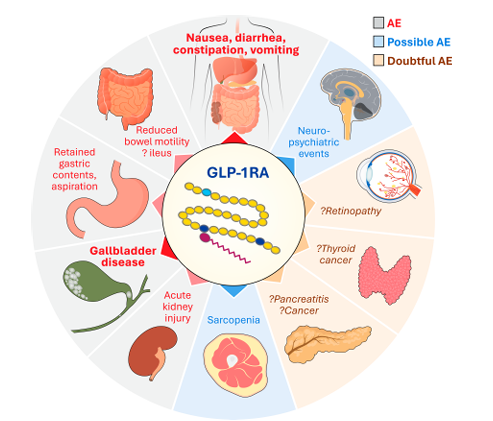 AE
Possible AE
Doubtful AE
Nausea, diarrhea,
constipation, vomiting
Neuro-
psychiatric
events
?Retinopathy
?Thyroid
cancer
?Pancreatitis
?Cancer
Sarcopenia
Acute
kidney
injury
Gallbladder
disease
Retained
gastric
contents,
aspiration
Reduced
bowel motility
? ileus
GLP-1RA